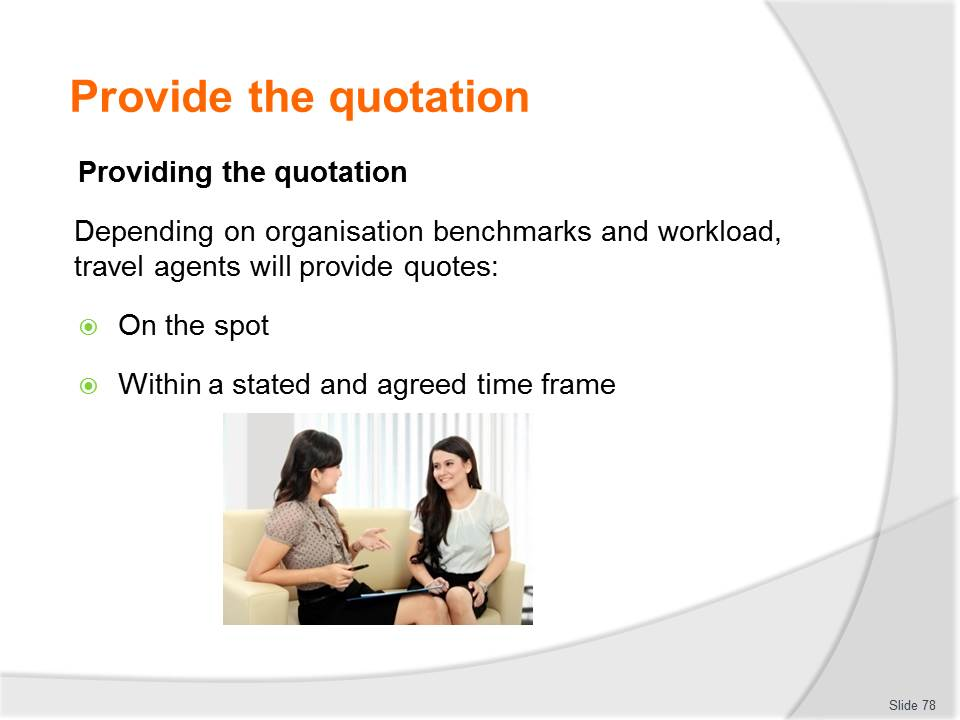 Provide the quotation
Providing the quotation
Depending on organisation benchmarks and workload,
travel agents will provide quotes:
On the spot
Within a stated and agreed time frame
Slide 78